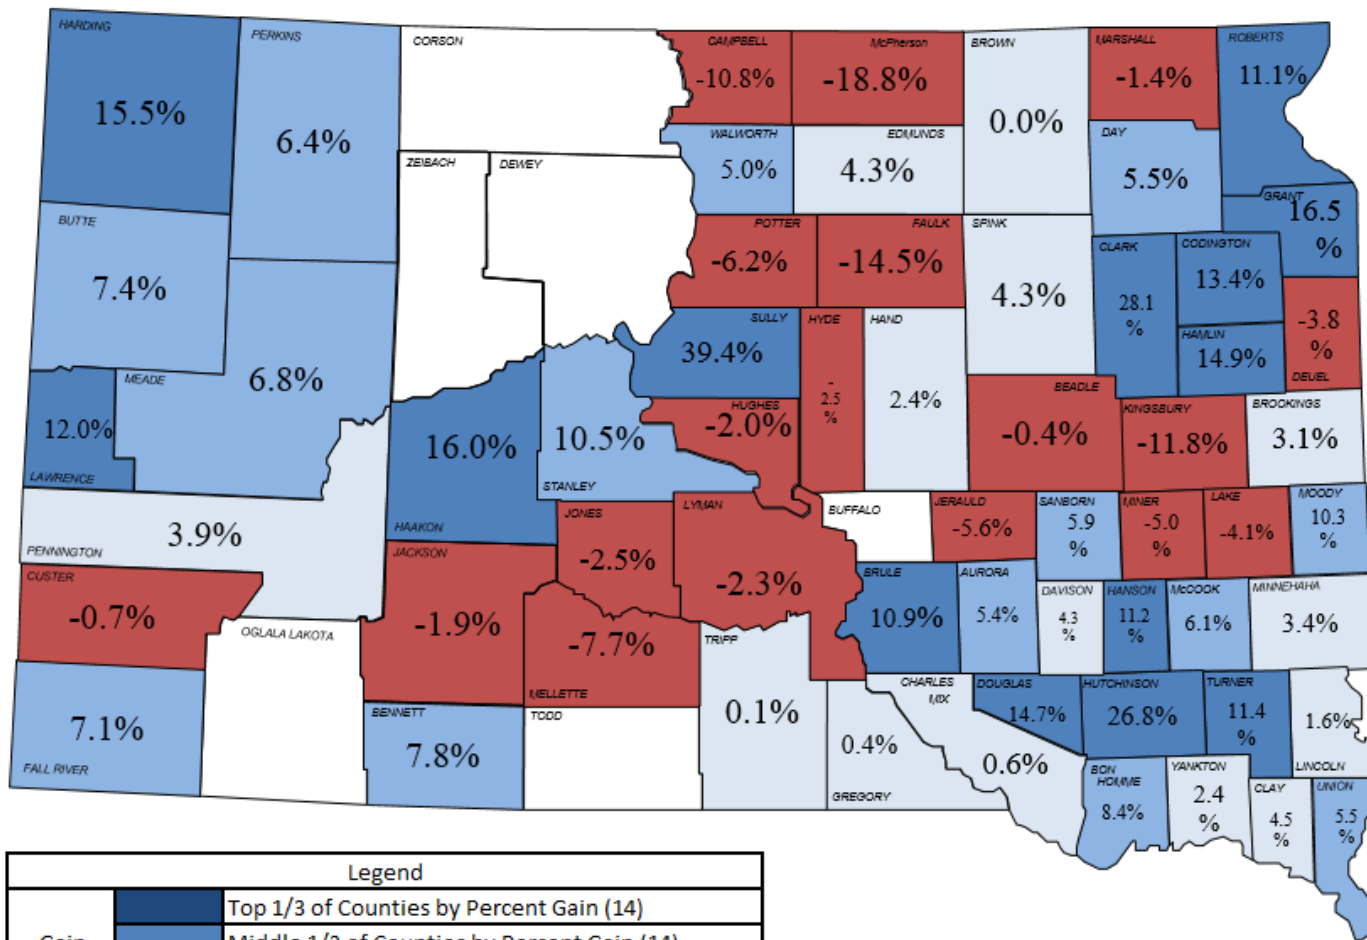 HARDING
15.5%
PERKINS
6.4%
CORSON
CAMPBELL
-10.8%
McPherson
-18.8%
BROWN
0.0%
MARSHALL
-1.4%
ROBERTS
11.1%
WALWORTH
5.0%
EDMUNDS
4.3%
DAY
5.5%
ZEIBACH
DEWEY
GRANT
16.5
%
BUTTE
7.4%
POTTER
-6.2%
FAULK
-14.5%
SPINK
4.3%
CLARK
28.1
%
CODINGTON
13.4%
HAMLIN
14.9%
-3.8
%
DEUEL
MEADE
6.8%
SULLY
39.4%
HYDE
-
2.5
%
HAND
2.4%
BEADLE
-0.4%
KINGSBURY
-11.8%
BROOKINGS
3.1%
12.0%
LAWRENCE
16.0%
HAAKON
10.5%
STANLEY
HUGHES
-2.0%
3.9%
PENNINGTON
JONES
-2.5%
LYMAN
-2.3%
BUFFALO
JERAULD
-5.6%
SANBORN
5.9
%
MINER
-5.0
%
LAKE
-4.1%
MOODY
10.3
%
CUSTER
-0.7%
OGLALA LAKOTA
JACKSON
-1.9%
-7.7%
MELLETTE
TRIPP
0.1%
BRULE
10.9%
AURORA
5.4%
DAVISON
4.3
%
HANSON
11.2
%
McCOOK
6.1%
MINNEHAHA
3.4%
7.1%
FALL RIVER
BENNETT
7.8%
TODD
0.4%
GREGORY
CHARLES
MIX
0.6%
DOUGLAS
14.7%
HUTCHINSON
26.8%
TURNER
11.4
%
1.6%
LINCOLN
BON
HOMME
8.4%
YANKTON
2.4
%
CLAY
4.5
%
UNION
5.5
%
Legend
Top 1/3 of Counties by Percent Gain (14)
Gain
Middle 1/3 of Counties by Percent Gain (14)